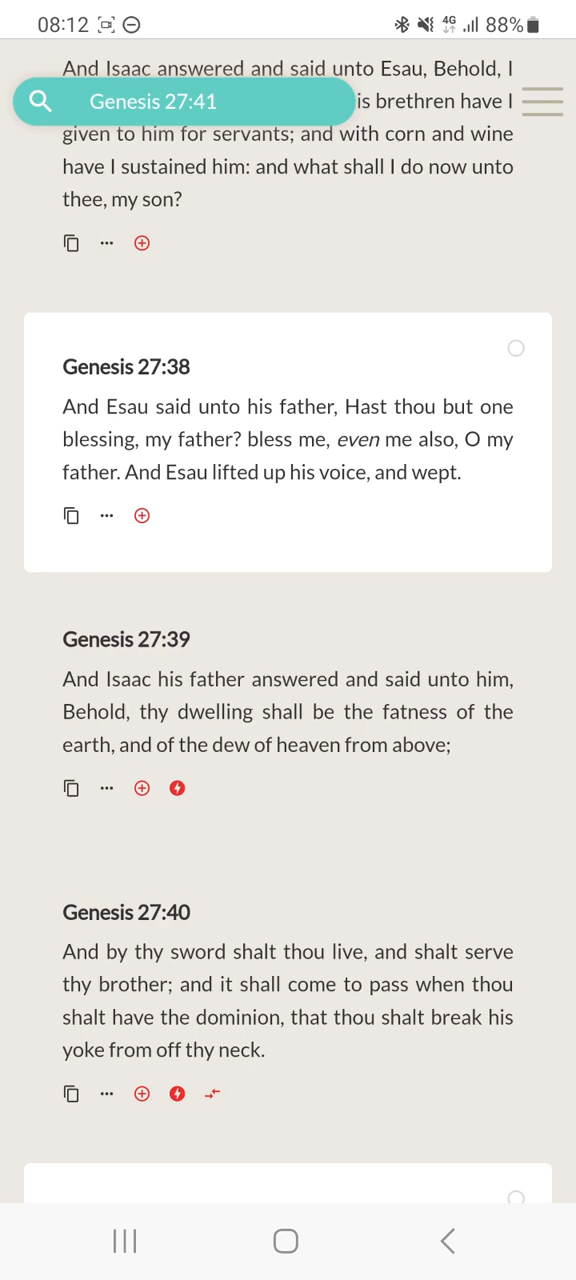 08:12
4G
88%
And Isaac answered and said unto Esau, Behold, I
Genesis 27:41
is brethren have I
given to him for servants; and with corn and wine
have I sustained him: and what shall I do now unto
thee, my son?
Genesis 27:38
And Esau said unto his father, Hast thou but one
blessing, my father? bless me, even me also, O my
father. And Esau lifted up his voice, and wept.
Genesis 27:39
And Isaac his father answered and said unto him,
Behold, thy dwelling shall be the fatness of the
earth, and of the dew of heaven from above;
Genesis 27:40
And by thy sword shalt thou live, and shalt serve
thy brother; and it shall come to pass when thou
shalt have the dominion, that thou shalt break his
yoke from off thy neck.